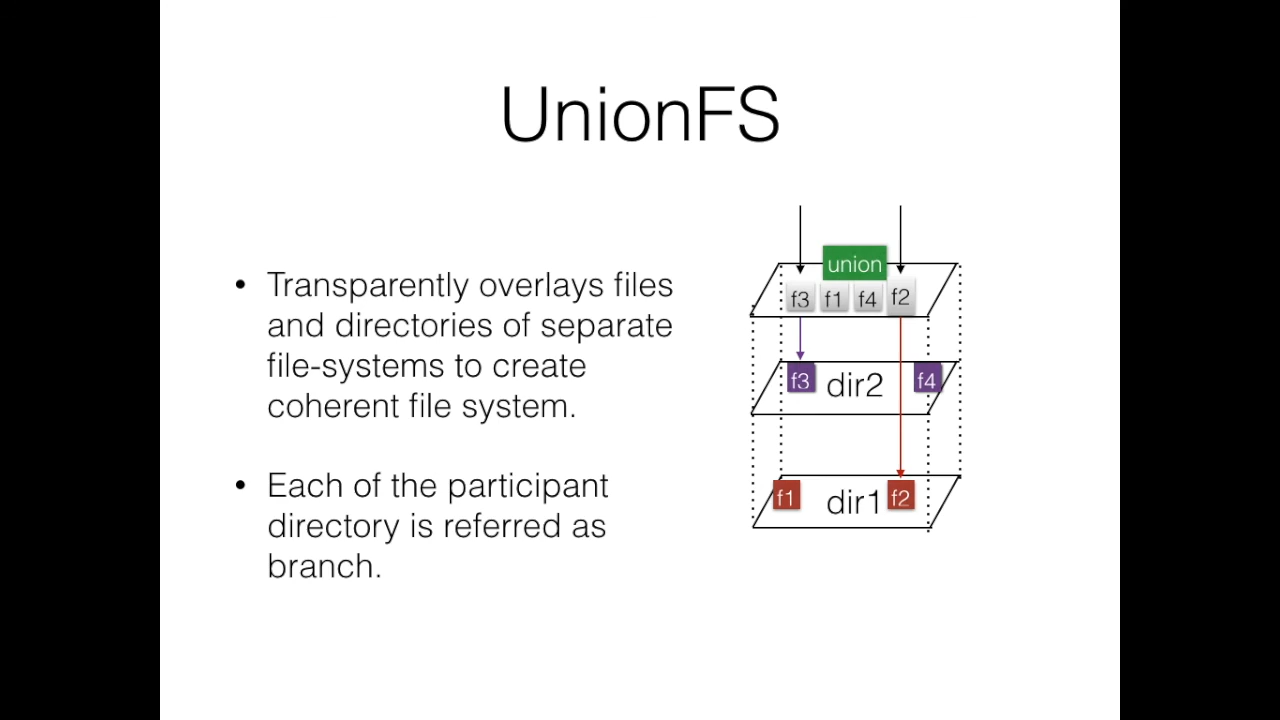 UnionFS
• Transparently overlays files
and directories of separate
file-systems to create
coherent file system.
• Each of the participant
directory is referred as
branch.
union
f3 f1 f4 f2
f3 dir2 f4
f1 dir1 f2